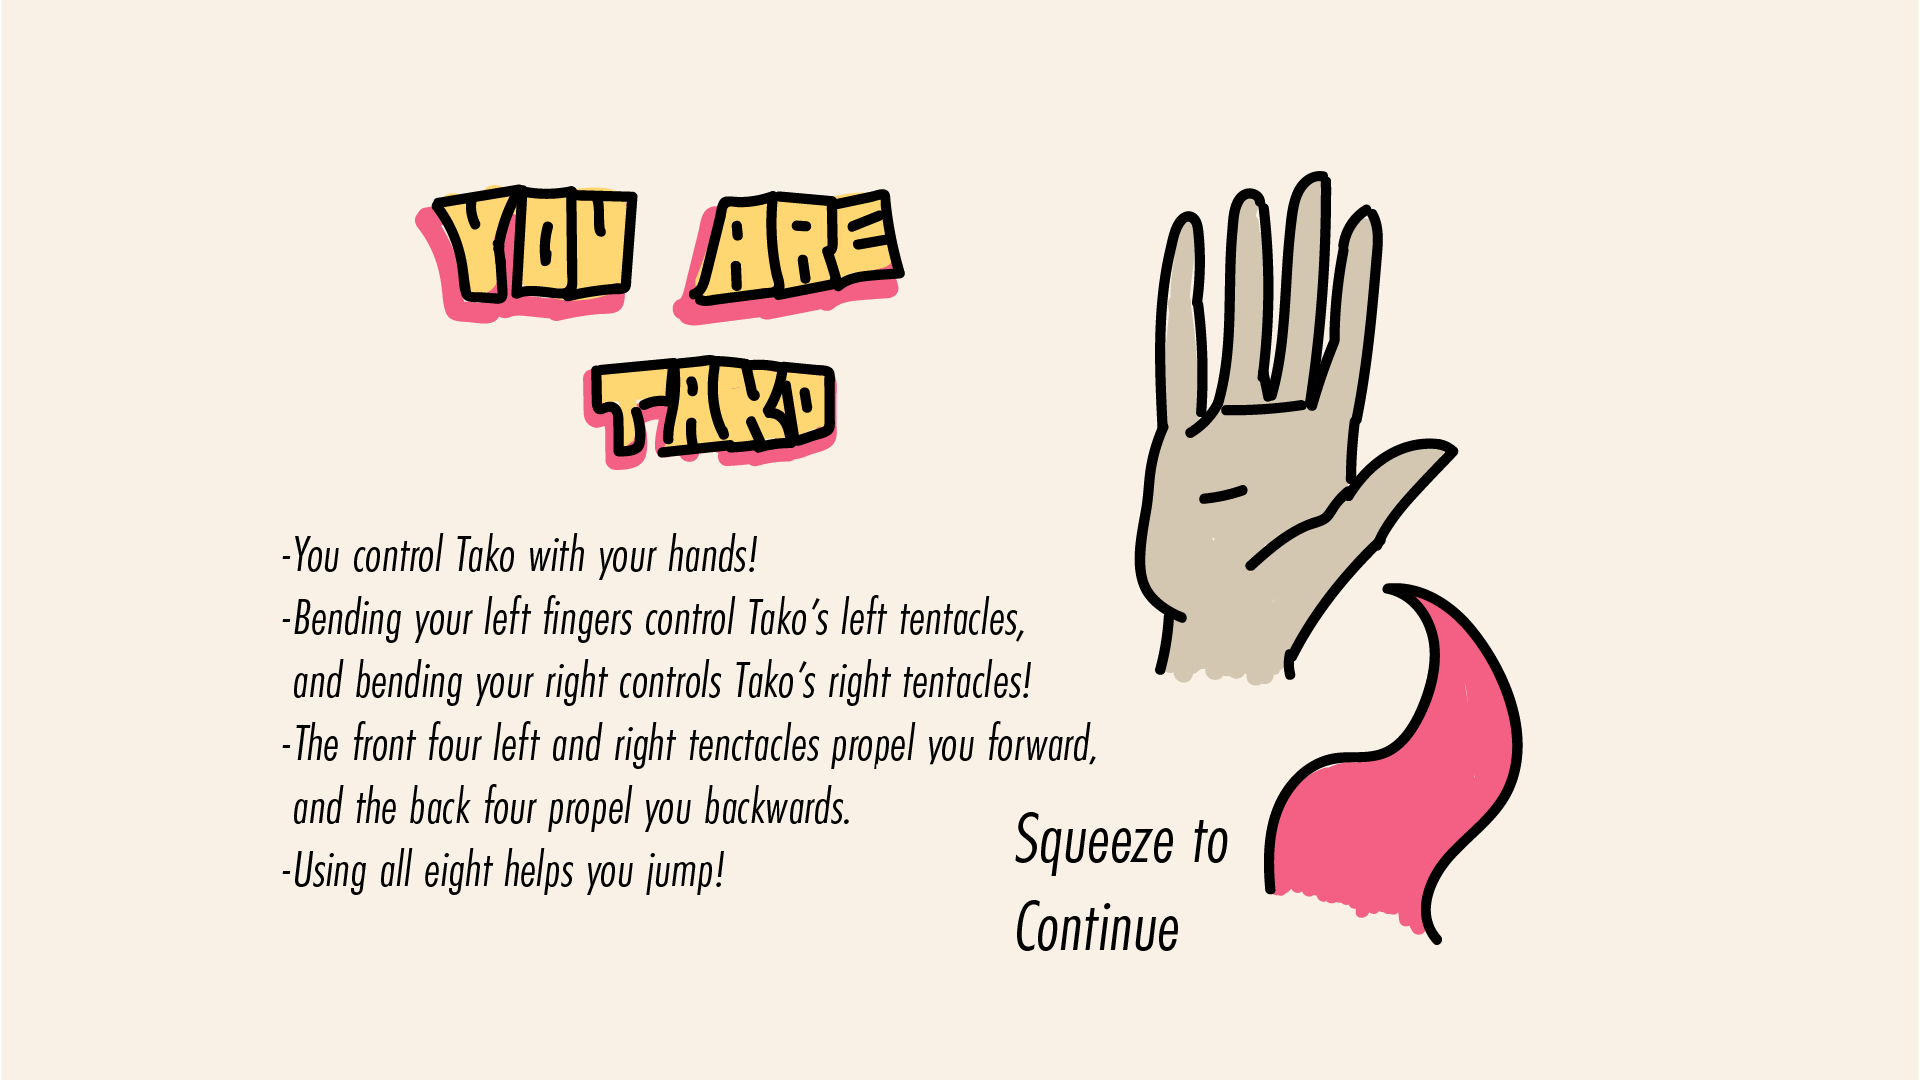 YOU ARE
TAKO
-You control Tako with your hands!
-Bending your left fingers control Tako’s left tentacles,
and bending your right controls Tako’s right tentacles!
-The front four left and right tenctacles propel you forward,
and the back four propel you backwards.
-Using all eight helps you jump!
Squeeze to
Continue